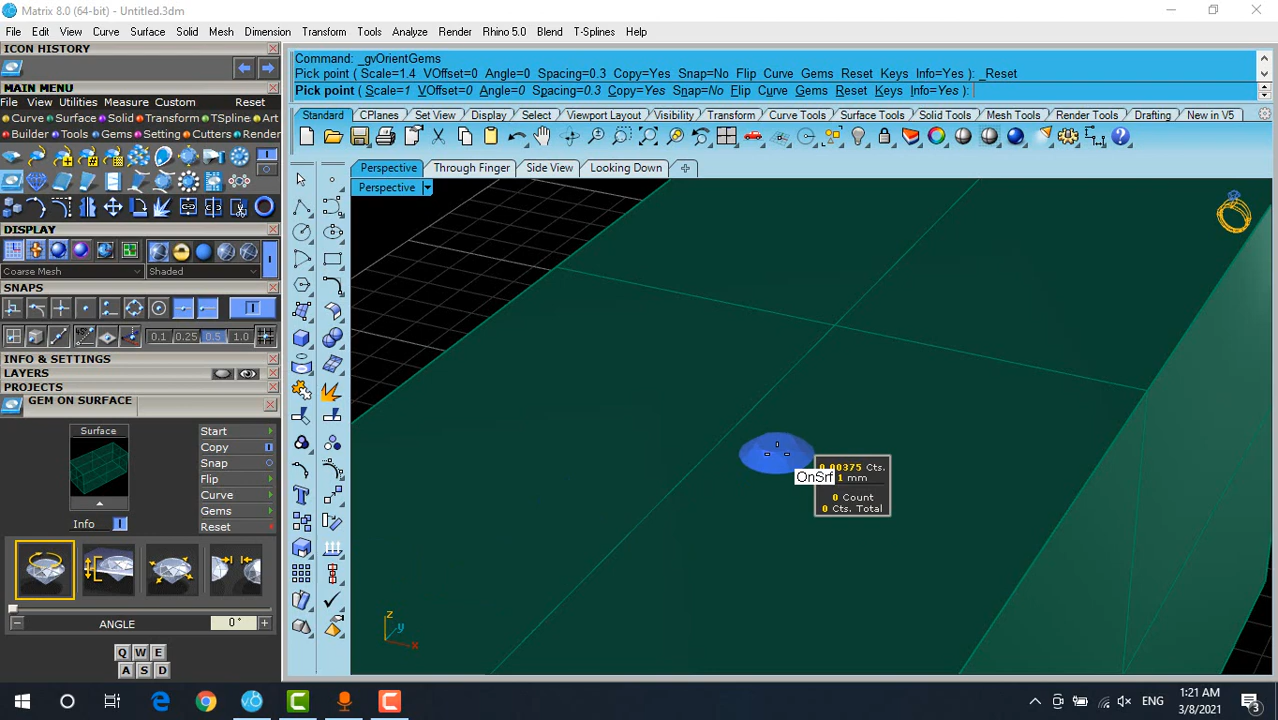 Matrix 8.0 (64-bit) - Untitled.3dm
File Edit View Curve Surface Solid Mesh Dimension Transform Tools Analyze Render Rhino 5.0 Blend T-Splines Help
ICON HISTORY
MAIN MENU
File View Utilities Measure Custom Reset
Curve Surface Solid Transform TSpline Art
Builder Tools Gems Setting Cutters Render
DISPLAY
Coarse Mesh Shaded
SNAPS
0.1 0.25 0.5 1.0
INFO & SETTINGS
LAYERS
PROJECTS
GEM ON SURFACE
Surface
Start
Copy
Snap
Flip
Curve
Gems
Info Reset
ANGLE 0 °
Q W E
A S D
Command: _gvOrientGems
Pick point ( Scale=1.4 VOffset=0 Angle=0 Spacing=0.3 Copy=Yes Snap=No Flip Curve Gems Reset Keys Info=Yes ): _Reset
Pick point ( Scale=1 VOffset=0 Angle=0 Spacing=0.3 Copy=Yes Snap=No Flip Curve Gems Reset Keys Info=Yes ):
Standard CPlanes Set View Display Select Viewport Layout Visibility Transform Curve Tools Surface Tools Solid Tools Mesh Tools Render Tools Drafting New in V5
Perspective Through Finger Side View Looking Down
Perspective
OnSrf
0.00375 Cts.
1 mm
0 Count
0 Cts. Total
z
y
x
ENG
1:21 AM
3/8/2021
3